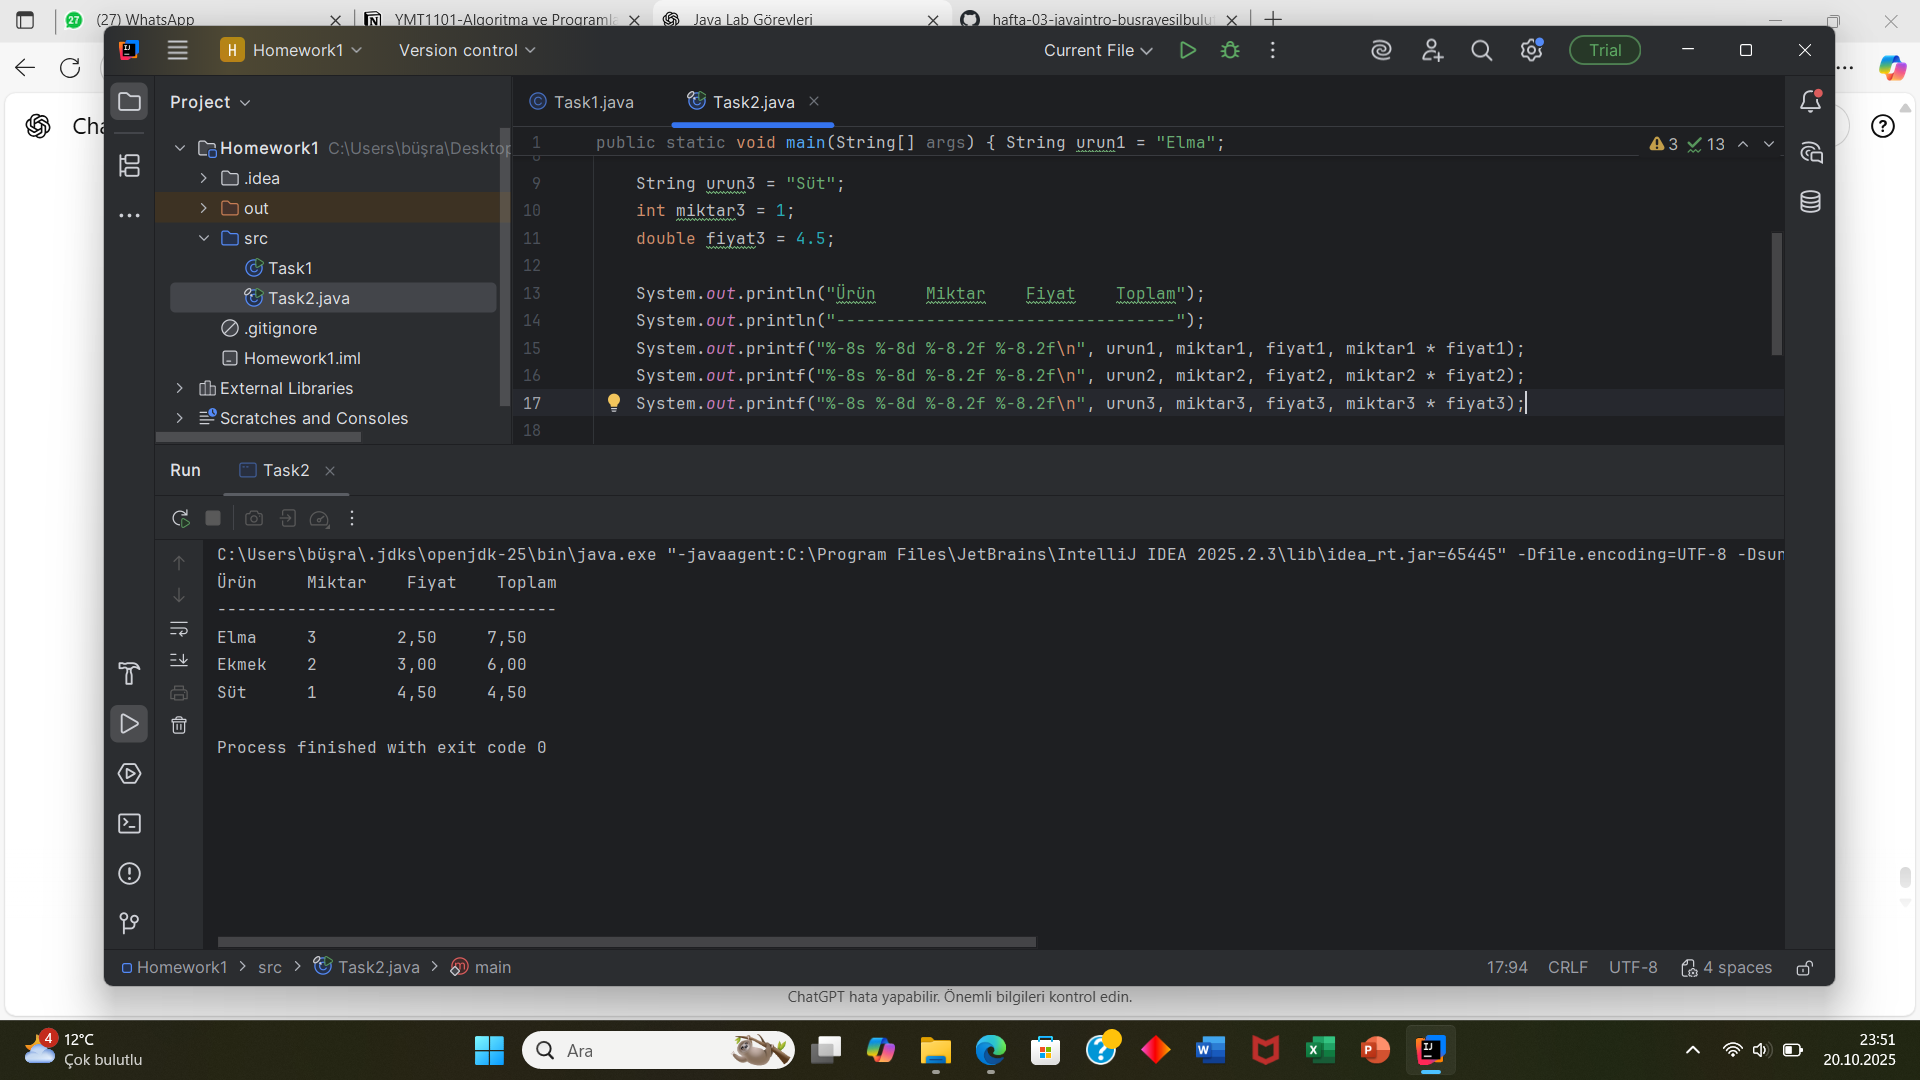 (27) WhatsApp
YMT1101-Algoritma ve Programla
Java Lab Görevleri
hafta-03-javaintro-busrayesilbulut
H Homework1
Version control
Current File
Trial
Cha
Project
Task1.java
Task2.java
Homework1 C:\Users\büşra\Desktop
.idea
out
src
Task1
Task2.java
.gitignore
Homework1.iml
External Libraries
Scratches and Consoles
1 public static void main(String[] args) { String urun1 = "Elma";
3 13
9 String urun3 = "Süt";
10 int miktar3 = 1;
11 double fiyat3 = 4.5;
12
13 System.out.println("Ürün     Miktar    Fiyat    Toplam");
14 System.out.println("----------------------------------");
15 System.out.printf("%-8s %-8d %-8.2f %-8.2f\n", urun1, miktar1, fiyat1, miktar1 * fiyat1);
16 System.out.printf("%-8s %-8d %-8.2f %-8.2f\n", urun2, miktar2, fiyat2, miktar2 * fiyat2);
17 System.out.printf("%-8s %-8d %-8.2f %-8.2f\n", urun3, miktar3, fiyat3, miktar3 * fiyat3);
18
Run
Task2
C:\Users\büşra\.jdks\openjdk-25\bin\java.exe "-javaagent:C:\Program Files\JetBrains\IntelliJ IDEA 2025.2.3\lib\idea_rt.jar=65445" -Dfile.encoding=UTF-8 -Dsun
Ürün     Miktar    Fiyat    Toplam
----------------------------------
Elma     3        2,50     7,50
Ekmek    2        3,00     6,00
Süt      1        4,50     4,50
Process finished with exit code 0
Homework1 > src > Task2.java > main
17:94 CRLF UTF-8 4 spaces
ChatGPT hata yapabilir. Önemli bilgileri kontrol edin.
4
12°C
Çok bulutlu
Ara
23:51
20.10.2025